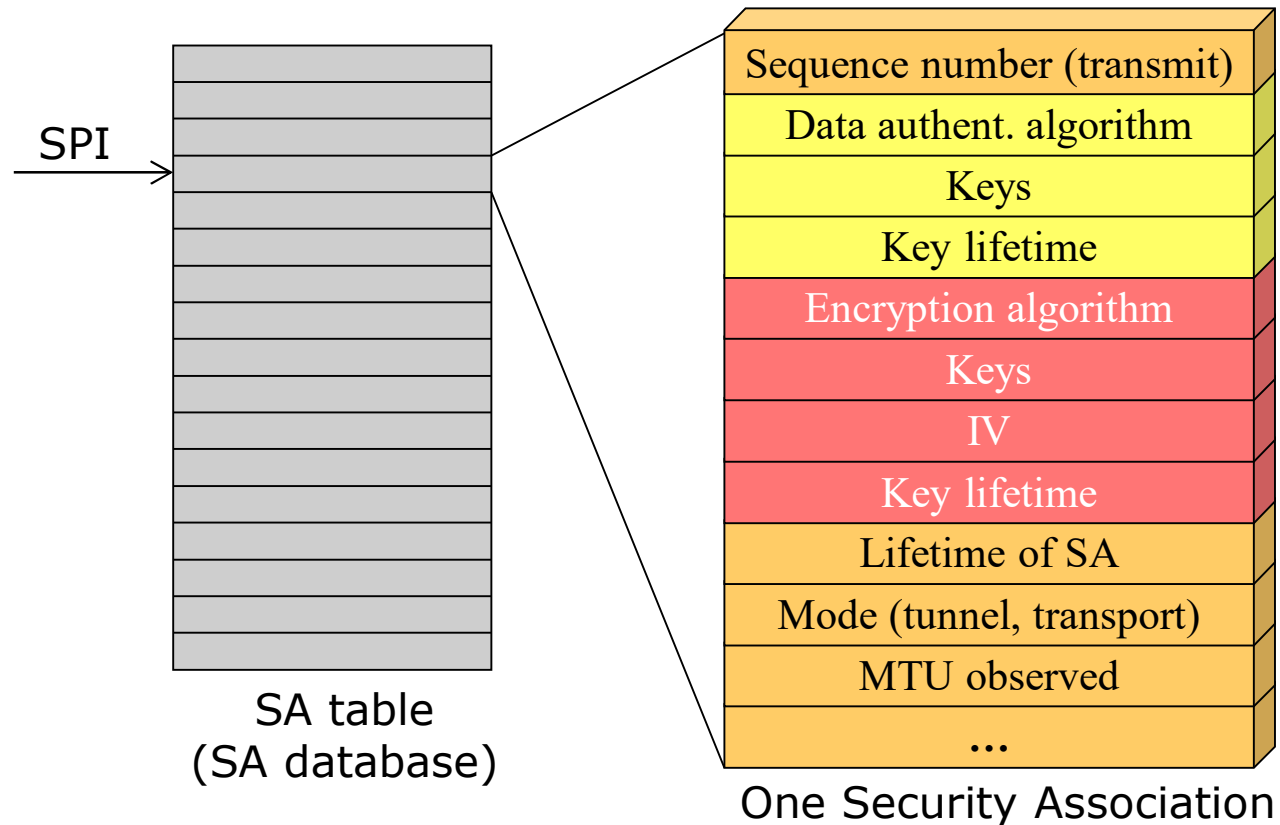 SPI
SA table
(SA database)
Sequence number (transmit)
Data authent. algorithm
Keys
Key lifetime
Encryption algorithm
Keys
IV
Key lifetime
Lifetime of SA
Mode (tunnel, transport)
MTU observed
...
One Security Association